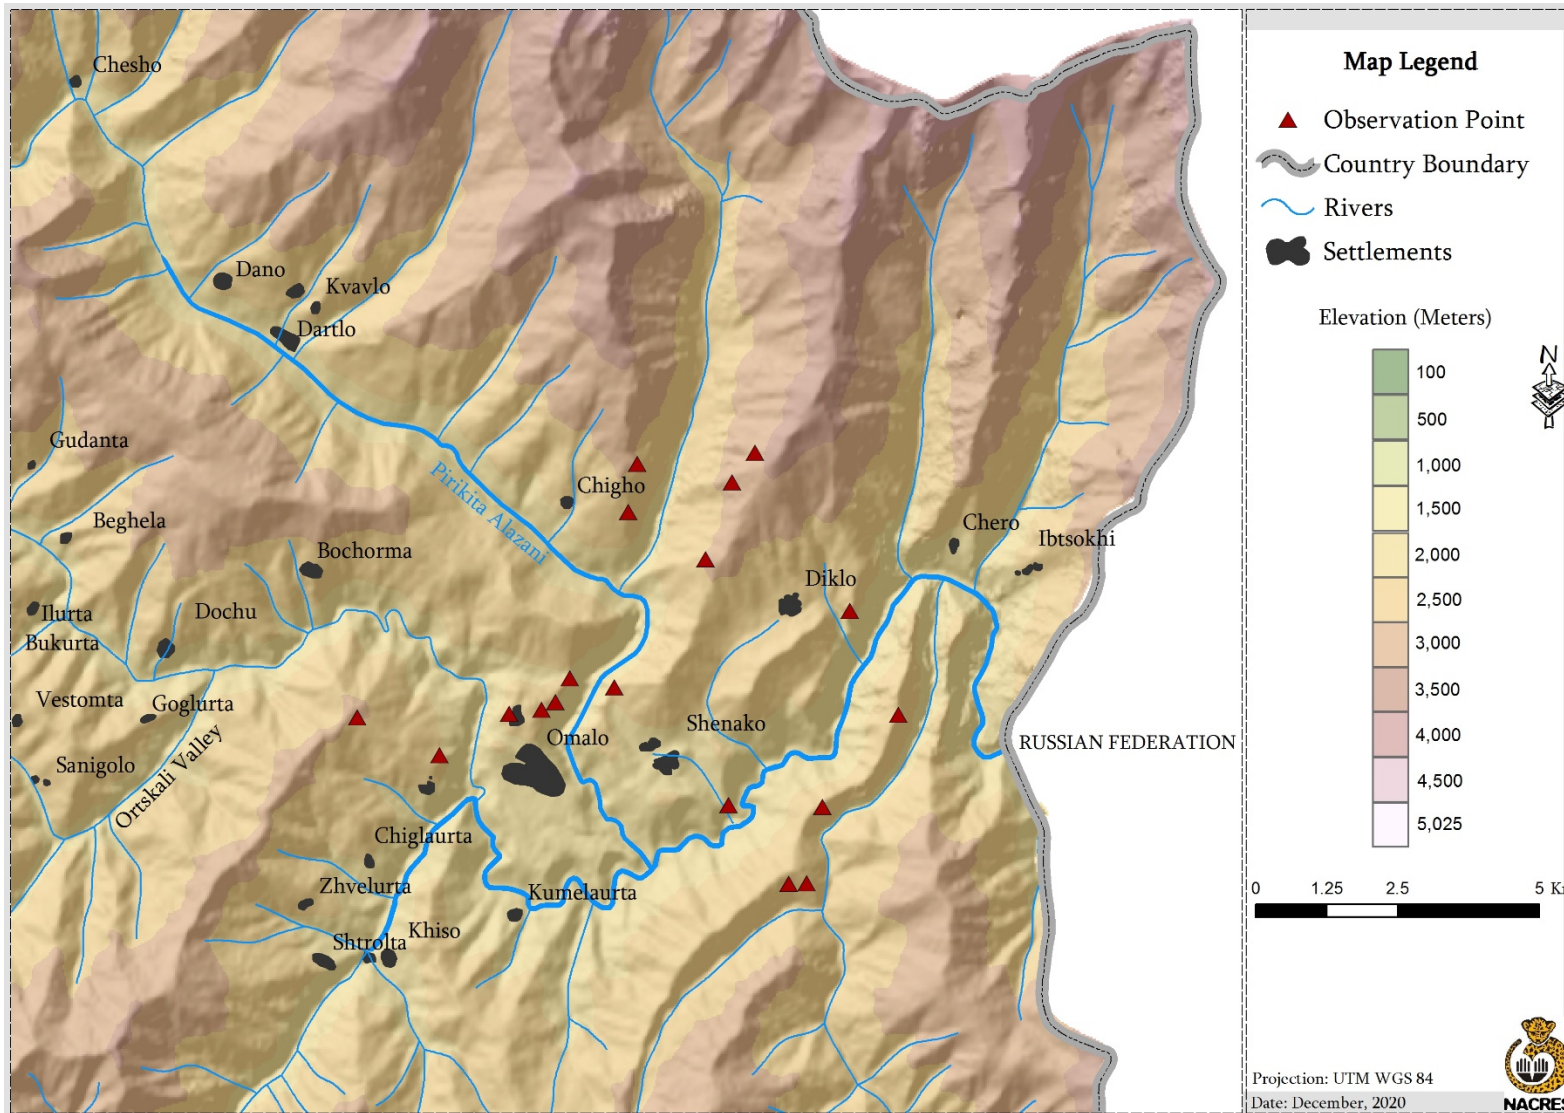 Chesho
Dano
Kvavlo
Dartlo
Gudanta
Pirikita Alazani
Chigho
Beghela
Bochorma
Chero
Ibtsokhi
Diklo
Ilurta
Dochu
Bukurta
Vestomta
Goglurta
Shenako
Omalo
RUSSIAN FEDERATION
Sanigolo
Ortskali Valley
Chiglaurta
Zhvelurta
Kumelaurta
Khiso
Shtrolta
Map Legend
Observation Point
Country Boundary
Rivers
Settlements
Elevation (Meters)
N
100
500
1,000
1,500
2,000
2,500
3,000
3,500
4,000
4,500
5,025
0 1.25 2.5 5 K
Projection: UTM WGS 84
Date: December, 2020
NACRES